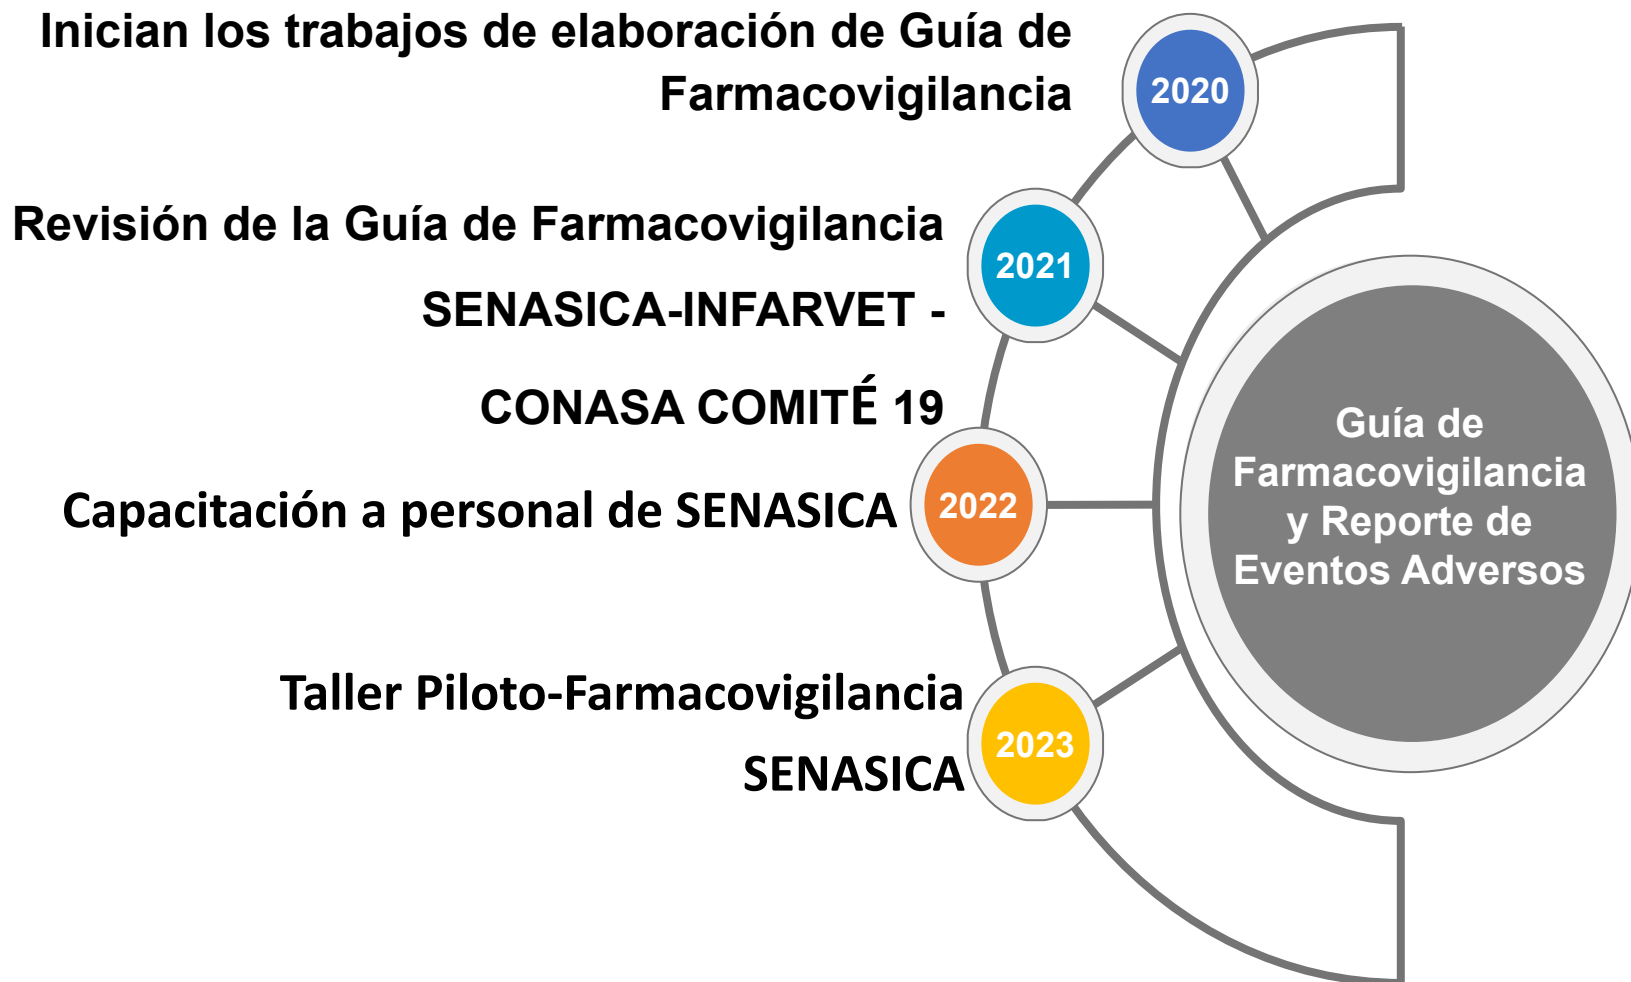 Inician los trabajos de elaboración de Guía de
Farmacovigilancia
2020
Revisión de la Guía de Farmacovigilancia
SENASICA-INFARVET -
CONASA COMITÉ 19
2021
Capacitación a personal de SENASICA
2022
Taller Piloto-Farmacovigilancia
SENASICA
2023
Guía de
Farmacovigilancia
y Reporte de
Eventos Adversos